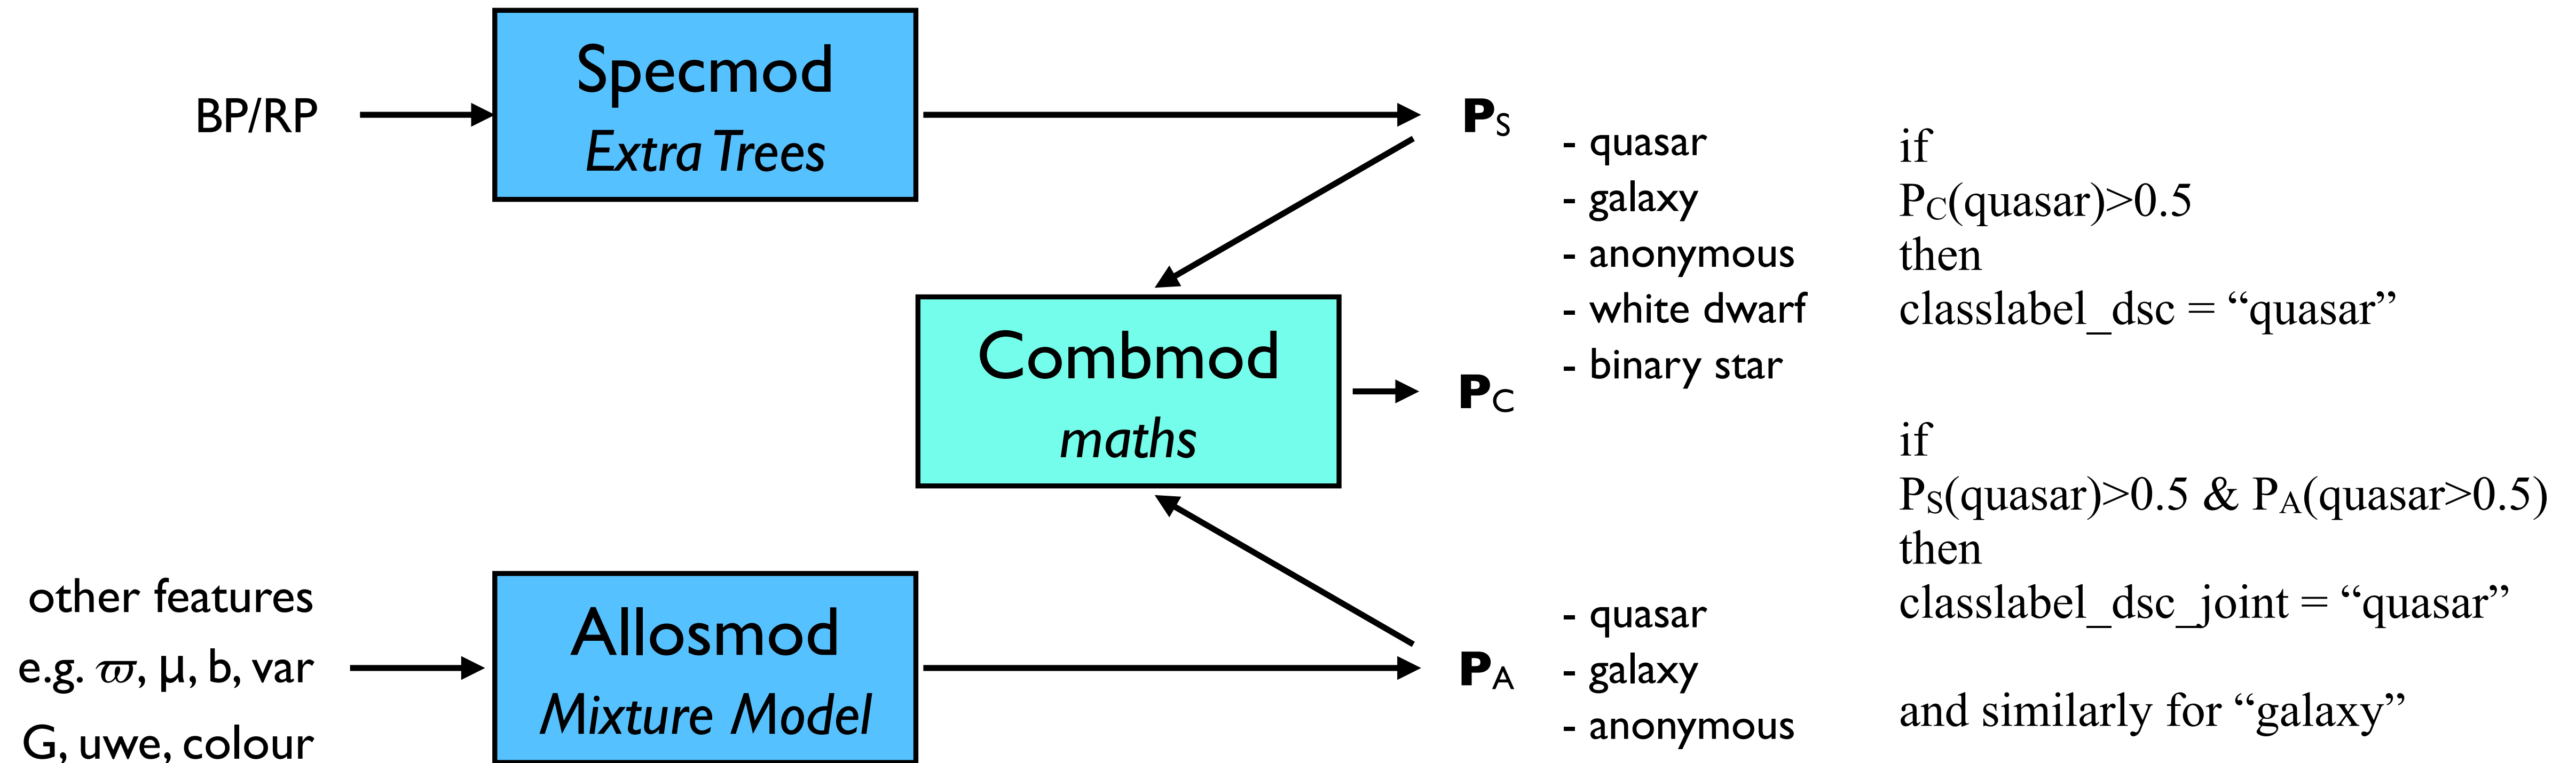 BP/RP
Specmod
Extra Trees
PS
- quasar
- galaxy
- anonymous
- white dwarf
- binary star
if
PC(quasar)>0.5
then
classlabel_dsc = “quasar”
Combmod
maths
PC
other features
e.g. ϖ, μ, b, var
G, uwe, colour
Allosmod
Mixture Model
PA
- quasar
- galaxy
- anonymous
if
PS(quasar)>0.5 & PA(quasar>0.5)
then
classlabel_dsc_joint = “quasar”
and similarly for “galaxy”